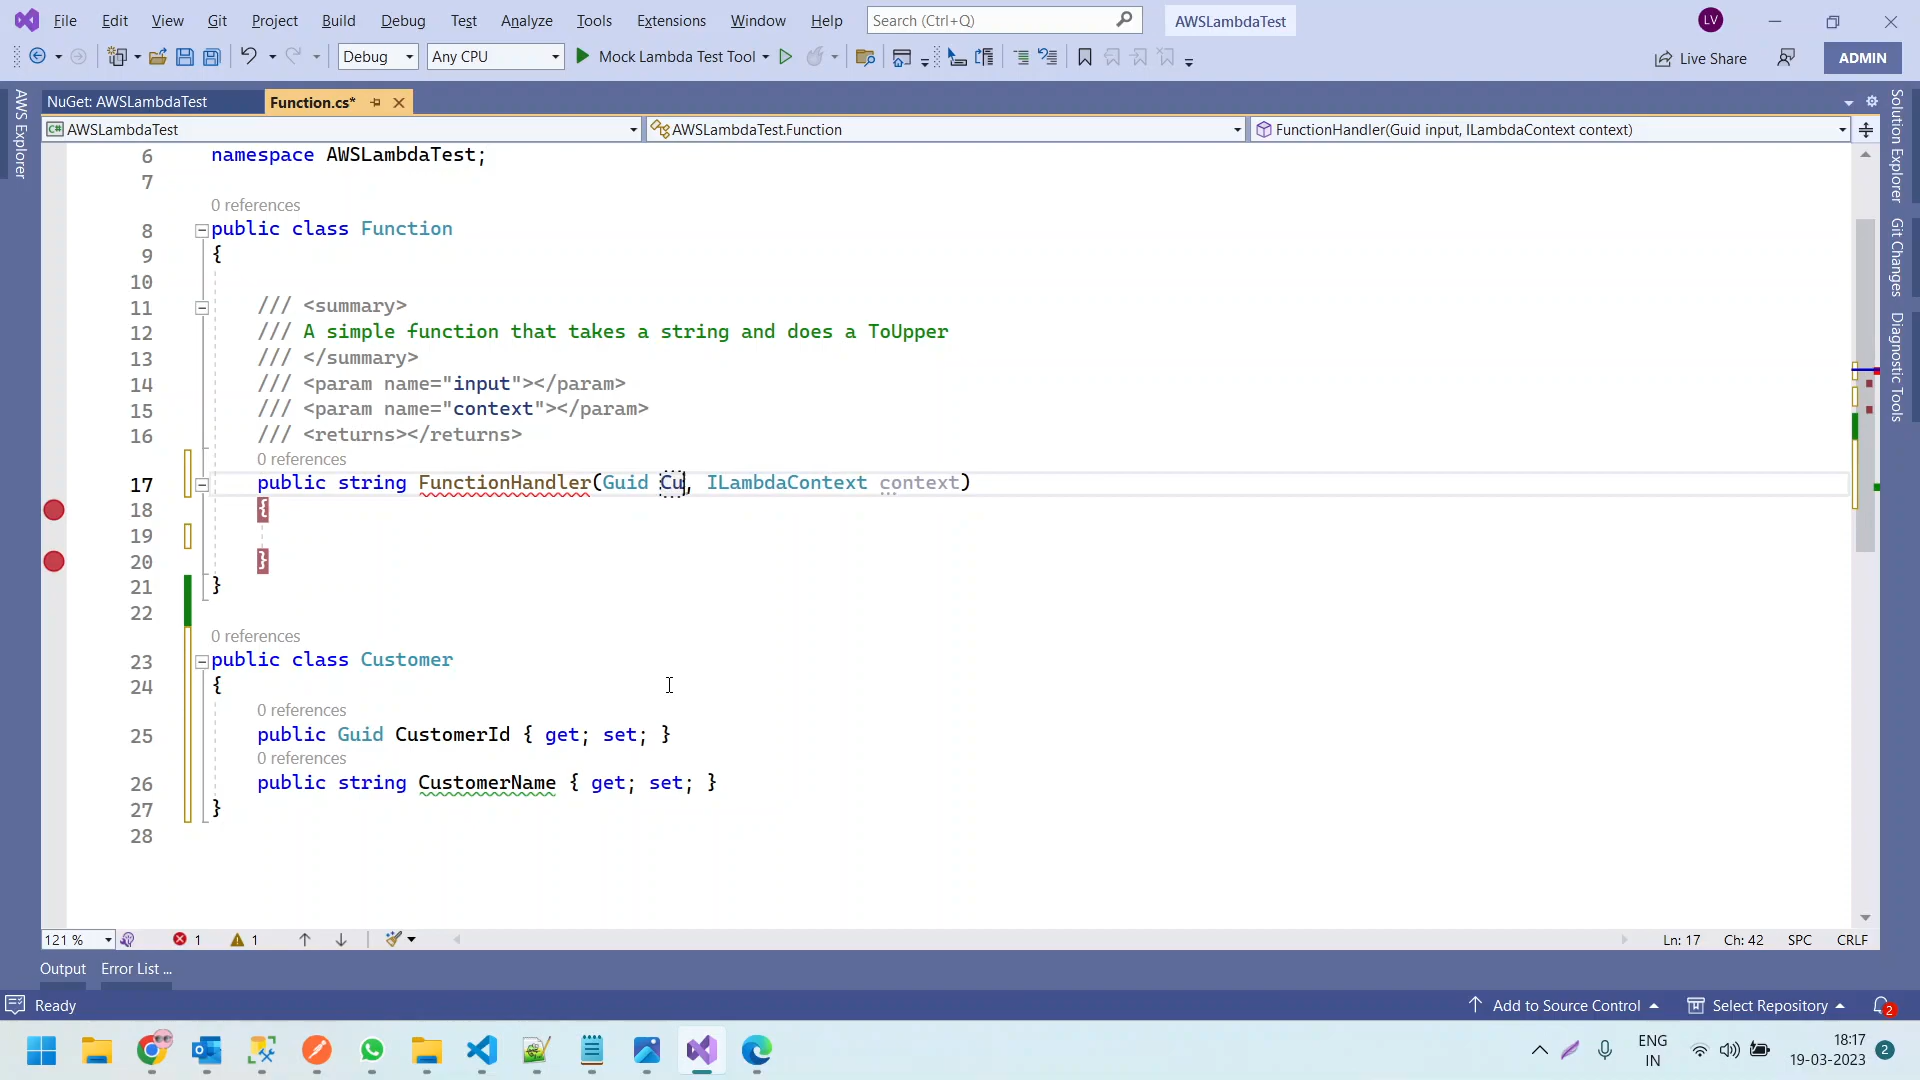 File Edit View Git Project Build Debug Test Analyze Tools Extensions Window Help Search (Ctrl+Q) AWSLambdaTest LV
Debug Any CPU Mock Lambda Test Tool Live Share ADMIN
NuGet: AWSLambdaTest Function.cs*
AWSLambdaTest AWSLambdaTest.Function FunctionHandler(Guid input, ILambdaContext context)
AWS Explorer
Solution Explorer
Git Changes
Diagnostic Tools
6 namespace AWSLambdaTest;
7
0 references
8 public class Function
9 {
10
11 /// <summary>
12 /// A simple function that takes a string and does a ToUpper
13 /// </summary>
14 /// <param name="input"></param>
15 /// <param name="context"></param>
16 /// <returns></returns>
0 references
17 public string FunctionHandler(Guid Cu, ILambdaContext context)
18 {
19
20 }
21 }
22
0 references
23 public class Customer
24 {
0 references
25 public Guid CustomerId { get; set; }
0 references
26 public string CustomerName { get; set; }
27 }
28
121 % 1 1 Ln: 17 Ch: 42 SPC CRLF
Output Error List ...
Ready Add to Source Control Select Repository 2
ENG
IN
18:17
19-03-2023
2